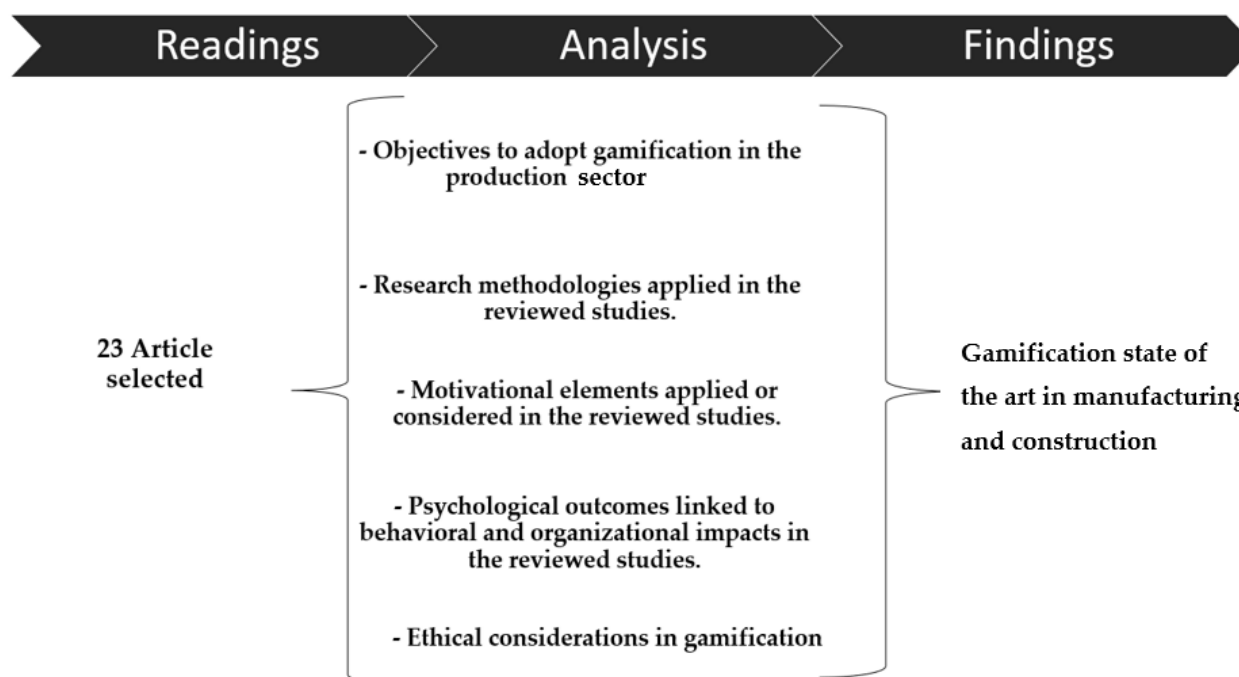 Readings
Analysis
Findings
23 Article
selected
- Objectives to adopt gamification in the
production sector
- Research methodologies applied in the
reviewed studies.
- Motivational elements applied or
considered in the reviewed studies.
- Psychological outcomes linked to
behavioral and organizational impacts in
the reviewed studies.
- Ethical considerations in gamification
Gamification state of
the art in manufacturing
and construction